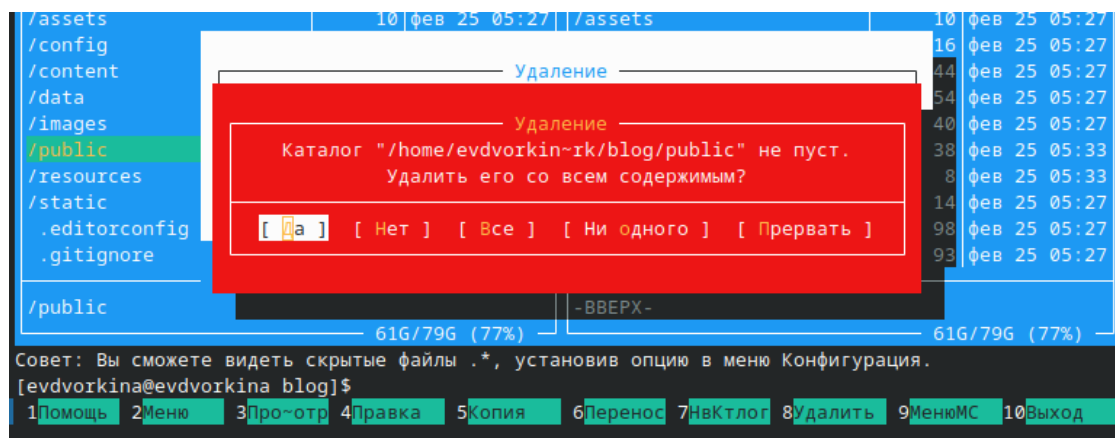 /assets 10 фев 25 05:27 /assets 10 фев 25 05:27
/config 16 фев 25 05:27
/content Удаление 44 фев 25 05:27
/data 54 фев 25 05:27
/images Удаление 40 фев 25 05:27
/public Каталог "/home/evdvorkin~rk/blog/public" не пуст. 38 фев 25 05:33
/resources Удалить его со всем содержимым? 8 фев 25 05:33
/static 14 фев 25 05:27
.editorconfig [ Да ] [ Нет ] [ Все ] [ Ни одного ] [ Прервать ] 98 фев 25 05:27
.gitignore 93 фев 25 05:27
/public -ВВЕРХ-
61G/79G (77%) 61G/79G (77%)
Совет: Вы сможете видеть скрытые файлы .*, установив опцию в меню Конфигурация.
[evdvorkina@evdvorkina blog]$
1Помощь 2Меню 3Про~отр 4Правка 5Копия 6Перенос 7НвКтлог 8Удалить 9МенюМС 10Выход